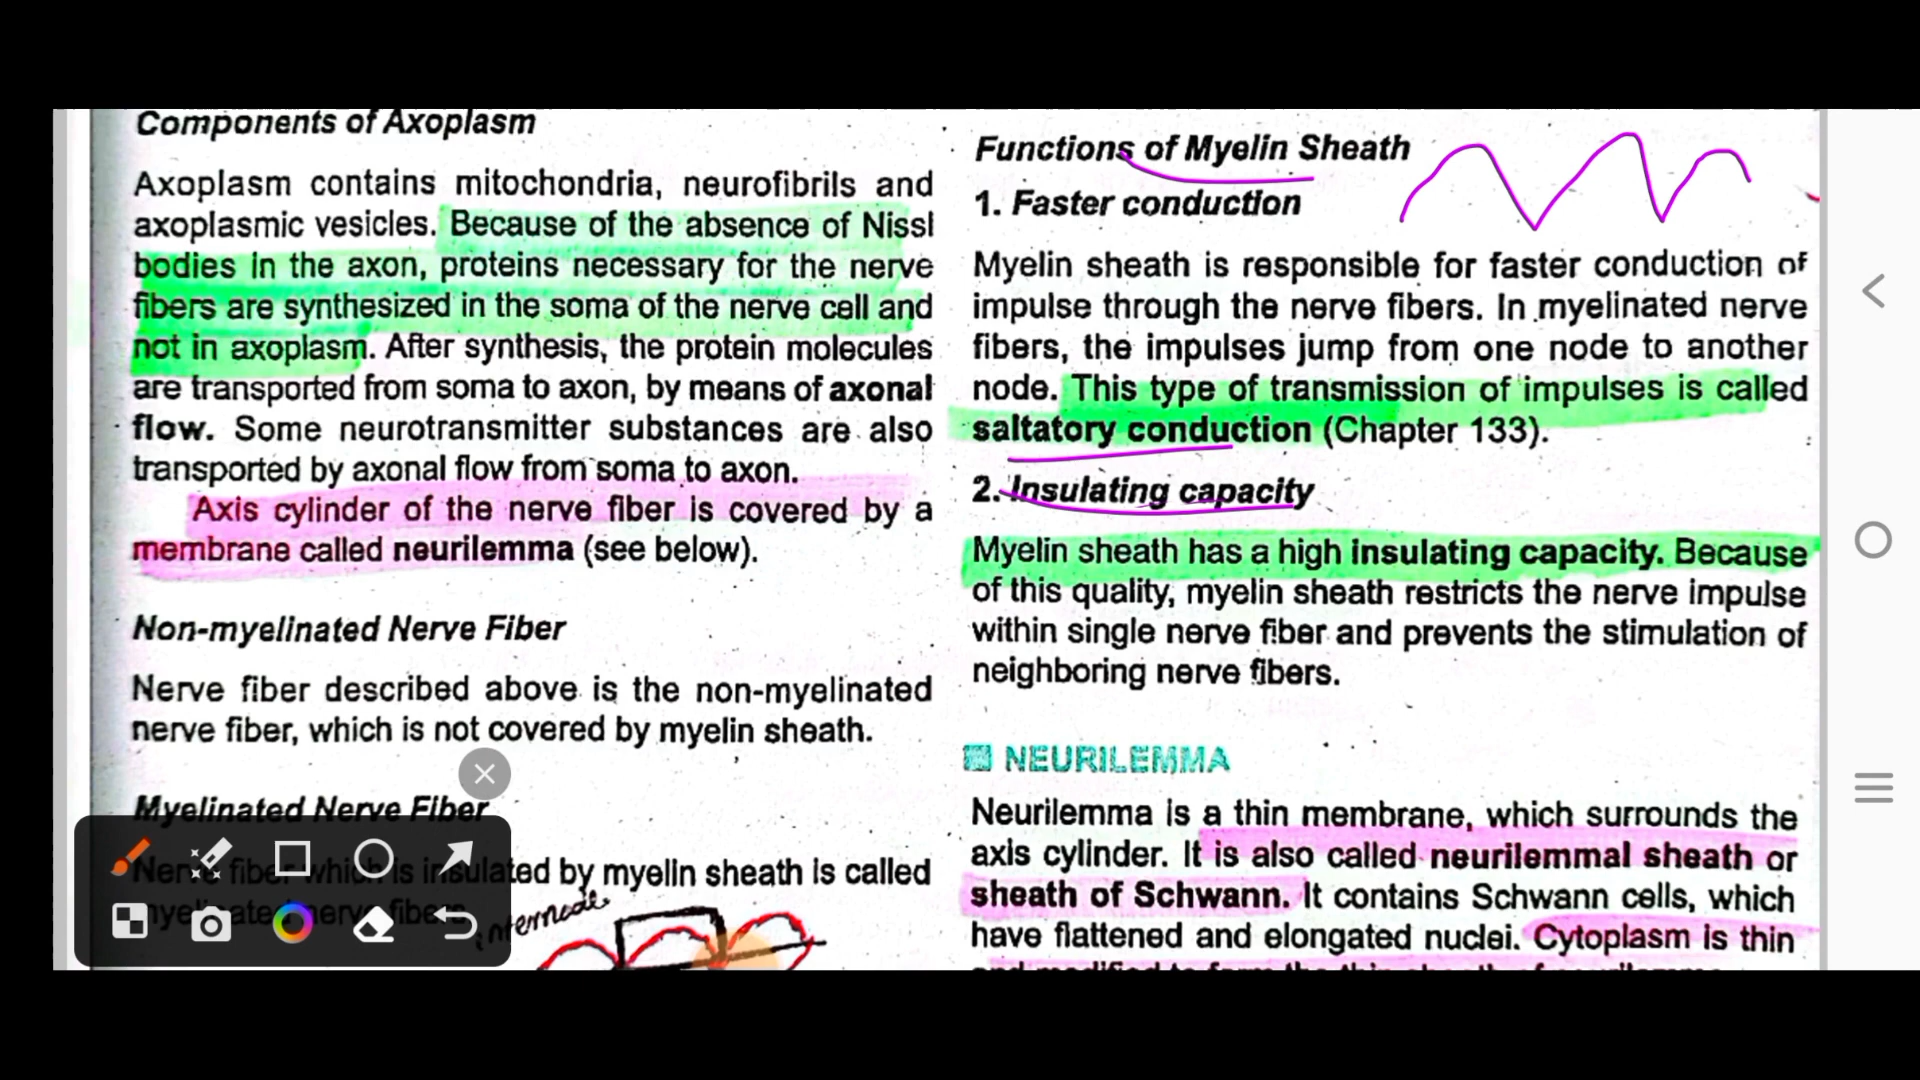 Components of Axoplasm
Axoplasm contains mitochondria, neurofibrils and
axoplasmic vesicles. Because of the absence of Nissl
bodies in the axon, proteins necessary for the nerve
fibers are synthesized in the soma of the nerve cell and
not in axoplasm. After synthesis, the protein molecules
are transported from soma to axon, by means of axonal
flow. Some neurotransmitter substances are also
transported by axonal flow from soma to axon.
Axis cylinder of the nerve fiber is covered by a
membrane called neurilemma (see below).
Non-myelinated Nerve Fiber
Nerve fiber described above is the non-myelinated
nerve fiber, which is not covered by myelin sheath.
Myelinated Nerve Fiber
Nerve fiber which is insulated by myelin sheath is called
myelinated nerve fiber.
internode
Functions of Myelin Sheath
1. Faster conduction
Myelin sheath is responsible for faster conduction of
impulse through the nerve fibers. In myelinated nerve
fibers, the impulses jump from one node to another
node. This type of transmission of impulses is called
saltatory conduction (Chapter 133).
2. Insulating capacity
Myelin sheath has a high insulating capacity. Because
of this quality, myelin sheath restricts the nerve impulse
within single nerve fiber and prevents the stimulation of
neighboring nerve fibers.
NEURILEMMA
Neurilemma is a thin membrane, which surrounds the
axis cylinder. It is also called neurilemmal sheath or
sheath of Schwann. It contains Schwann cells, which
have flattened and elongated nuclei. Cytoplasm is thin